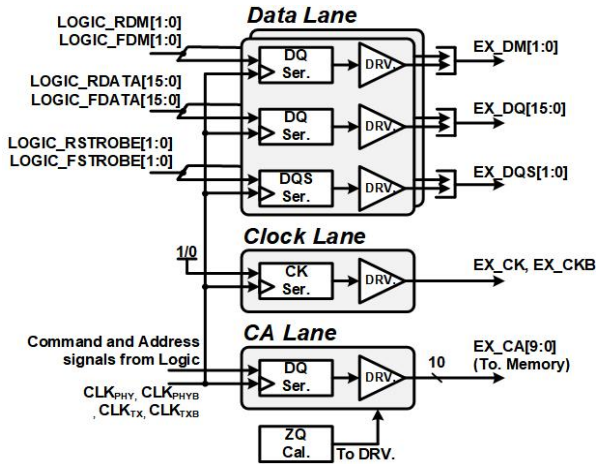 Data Lane
LOGIC_RDM[1:0]
LOGIC_FDM[1:0]
DQ
Ser.
DRV.
EX_DM[1:0]
LOGIC_RDATA[15:0]
LOGIC_FDATA[15:0]
DQ
Ser.
DRV.
EX_DQ[15:0]
LOGIC_RSTROBE[1:0]
LOGIC_FSTROBE[1:0]
DQS
Ser.
DRV.
EX_DQS[1:0]
Clock Lane
1/0
CK
Ser.
DRV.
EX_CK, EX_CKB
CA Lane
Command and Address
signals from Logic
DQ
Ser.
DRV.
10
EX_CA[9:0]
(To. Memory)
CLKPHY, CLKPHYB
, CLKTX, CLKTXB
ZQ
Cal.
To DRV.